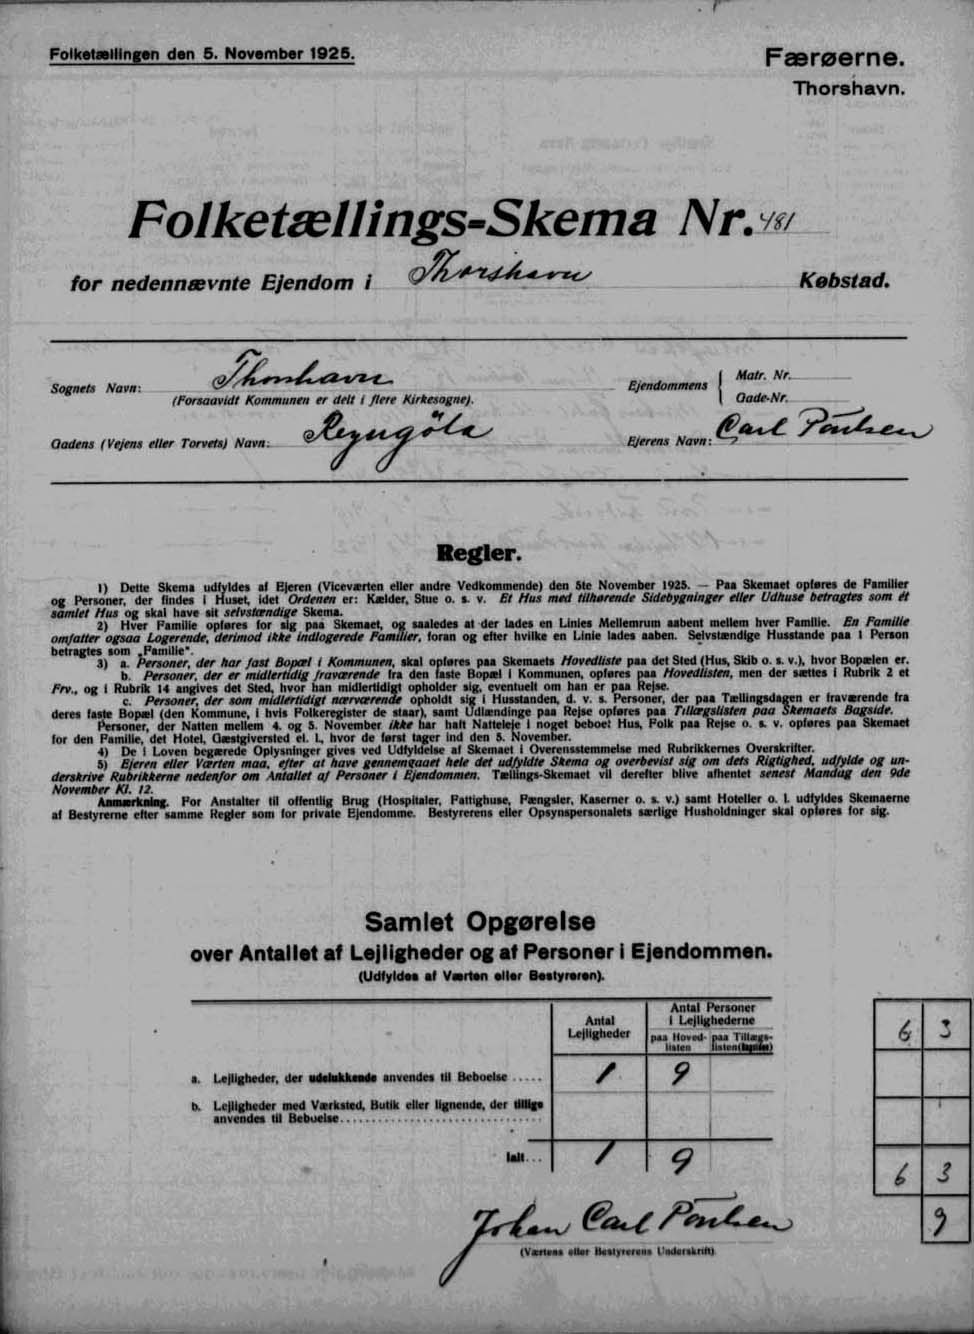 Folketællingen den 5. November 1925.
Færøerne.
Thorshavn.
Folketællings-Skema Nr. 481
for nedennævnte Ejendom i Thorshavn Købstad.
Sognets Navn: Thorshavn
(Forsaavidt Kommunen er delt i flere Kirkesogne).
Ejendommens { Matr. Nr.
Gade-Nr.
Gadens (Vejens eller Torvets) Navn: Reyngöta
Ejerens Navn: Carl Poulsen
Regler.
1) Dette Skema udfyldes af Ejeren (Viceværten eller andre Vedkommende) den 5te November 1925. — Paa Skemaet opføres de Familier
og Personer, der findes i Huset, idet Ordenen er: Kælder, Stue o. s. v. Et Hus med tilhørende Sidebygninger eller Udhuse betragtes som ét
samlet Hus og skal have sit selvstændige Skema.
2) Hver Familie opføres for sig paa Skemaet, og saaledes at der lades en Linies Mellemrum aabent mellem hver Familie. En Familie
omfatter ogsaa Logerende, derimod ikke indlogerede Familier, foran og efter hvilke en Linie lades aaben. Selvstændige Husstande paa 1 Person
betragtes som „Familie".
3) a. Personer, der har fast Bopæl i Kommunen, skal opføres paa Skemaets Hovedliste paa det Sted (Hus, Skib o. s. v.), hvor Bopælen er.
b. Personer, der er midlertidig fraværende fra den faste Bopæl i Kommunen, opføres paa Hovedlisten, men der sættes i Rubrik 2 et
Frv., og i Rubrik 14 angives det Sted, hvor han midlertidigt opholder sig, eventuelt om han er paa Rejse.
c. Personer, der som midlertidigt nærværende opholdt sig i Husstanden, d. v. s. Personer, der paa Tællingsdagen er fraværende fra
deres faste Bopæl (den Kommune, i hvis Folkeregister de staar), samt Udlændinge paa Rejse opføres paa Tillægslisten paa Skemaets Bagside.
Personer, der Natten mellem 4. og 5. November ikke har haft Natteleje i noget beboet Hus, Folk paa Rejse o. s. v. opføres paa Skemaet
for den Familie, det Hotel, Gæstgiversted el. l., hvor de først tager ind den 5. November.
4) De i Loven begærede Oplysninger gives ved Udfyldelse af Skemaet i Overensstemmelse med Rubrikkernes Overskrifter.
5) Ejeren eller Værten maa, efter at have gennemgaaet hele det udfyldte Skema og overbevist sig om dets Rigtighed, udfylde og un-
derskrive Rubrikkerne nedenfor om Antallet af Personer i Ejendommen. Tællings-Skemaet vil derefter blive afhentet senest Mandag den 9de
November Kl. 12.
Anmærkning. For Anstalter til offentlig Brug (Hospitaler, Fattighuse, Fængsler, Kaserner o. s. v.) samt Hoteller o. l. udfyldes Skemaerne
af Bestyrerne efter samme Regler som for private Ejendomme. Bestyrerens eller Opsynspersonalets særlige Husholdninger skal opføres for sig.
Samlet Opgørelse
over Antallet af Lejligheder og af Personer i Ejendommen.
(Udfyldes af Værten eller Bestyreren).
Antal
Lejligheder
Antal Personer
i Lejlighederne
paa Hoved-
listen
paa Tillægs-
listen
6 3
a. Lejligheder, der udelukkende anvendes til Beboelse ..... 1 9
b. Lejligheder med Værksted, Butik eller lignende, der tillige
anvendes til Beboelse
Ialt... 1 9
6 3
9
Johan Carl Poulsen
(Værtens eller Bestyrerens Underskrift)